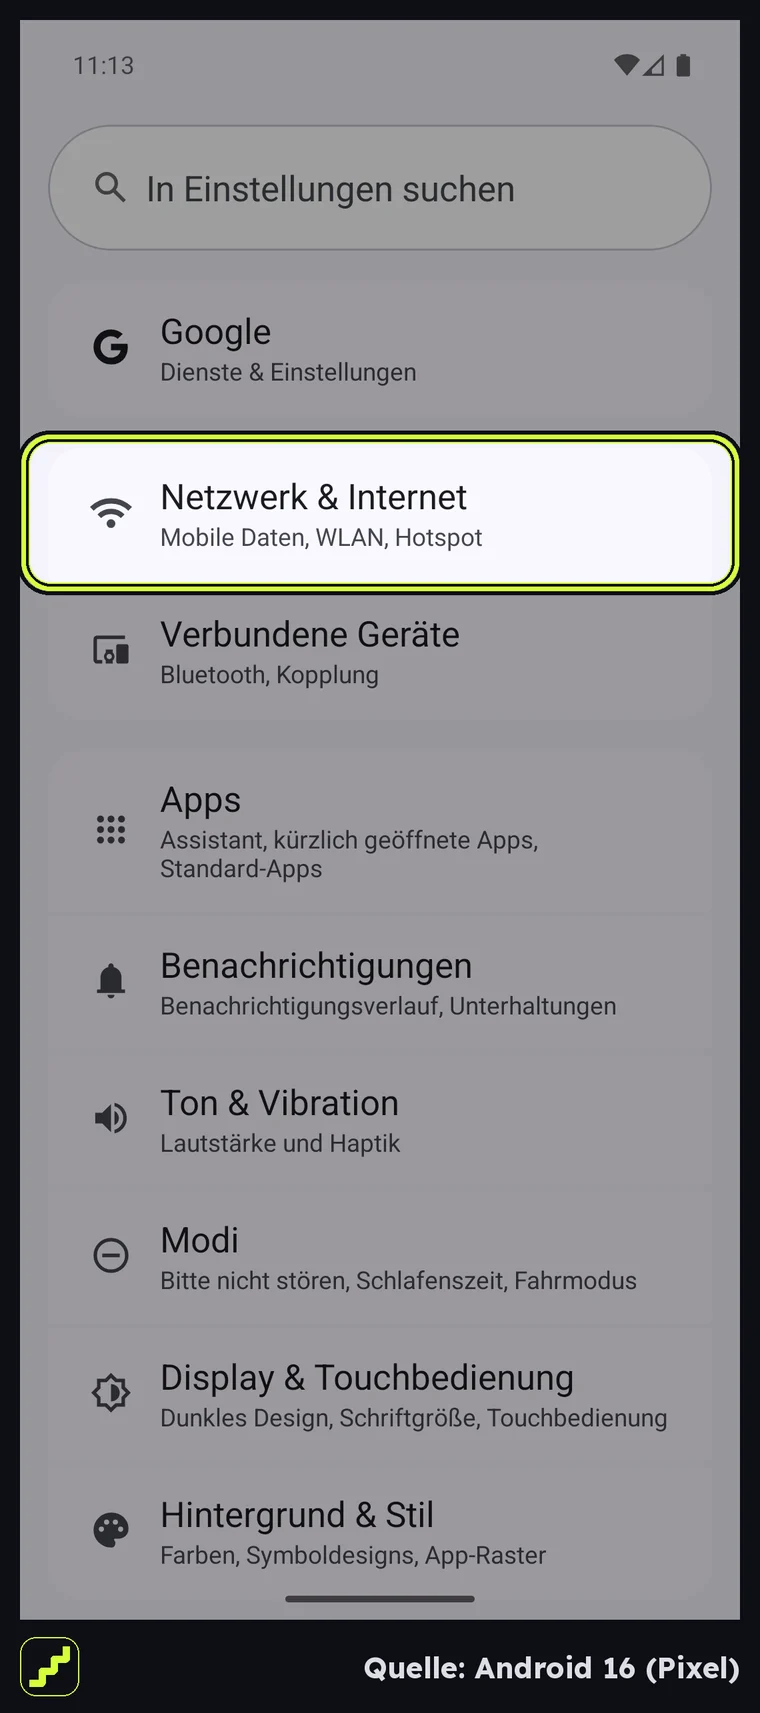 11:13
In Einstellungen suchen
Google
Dienste & Einstellungen
Netzwerk & Internet
Mobile Daten, WLAN, Hotspot
Verbundene Geräte
Bluetooth, Kopplung
Apps
Assistant, kürzlich geöffnete Apps,
Standard-Apps
Benachrichtigungen
Benachrichtigungsverlauf, Unterhaltungen
Ton & Vibration
Lautstärke und Haptik
Modi
Bitte nicht stören, Schlafenszeit, Fahrmodus
Display & Touchbedienung
Dunkles Design, Schriftgröße, Touchbedienung
Hintergrund & Stil
Farben, Symboldesigns, App-Raster
Quelle: Android 16 (Pixel)